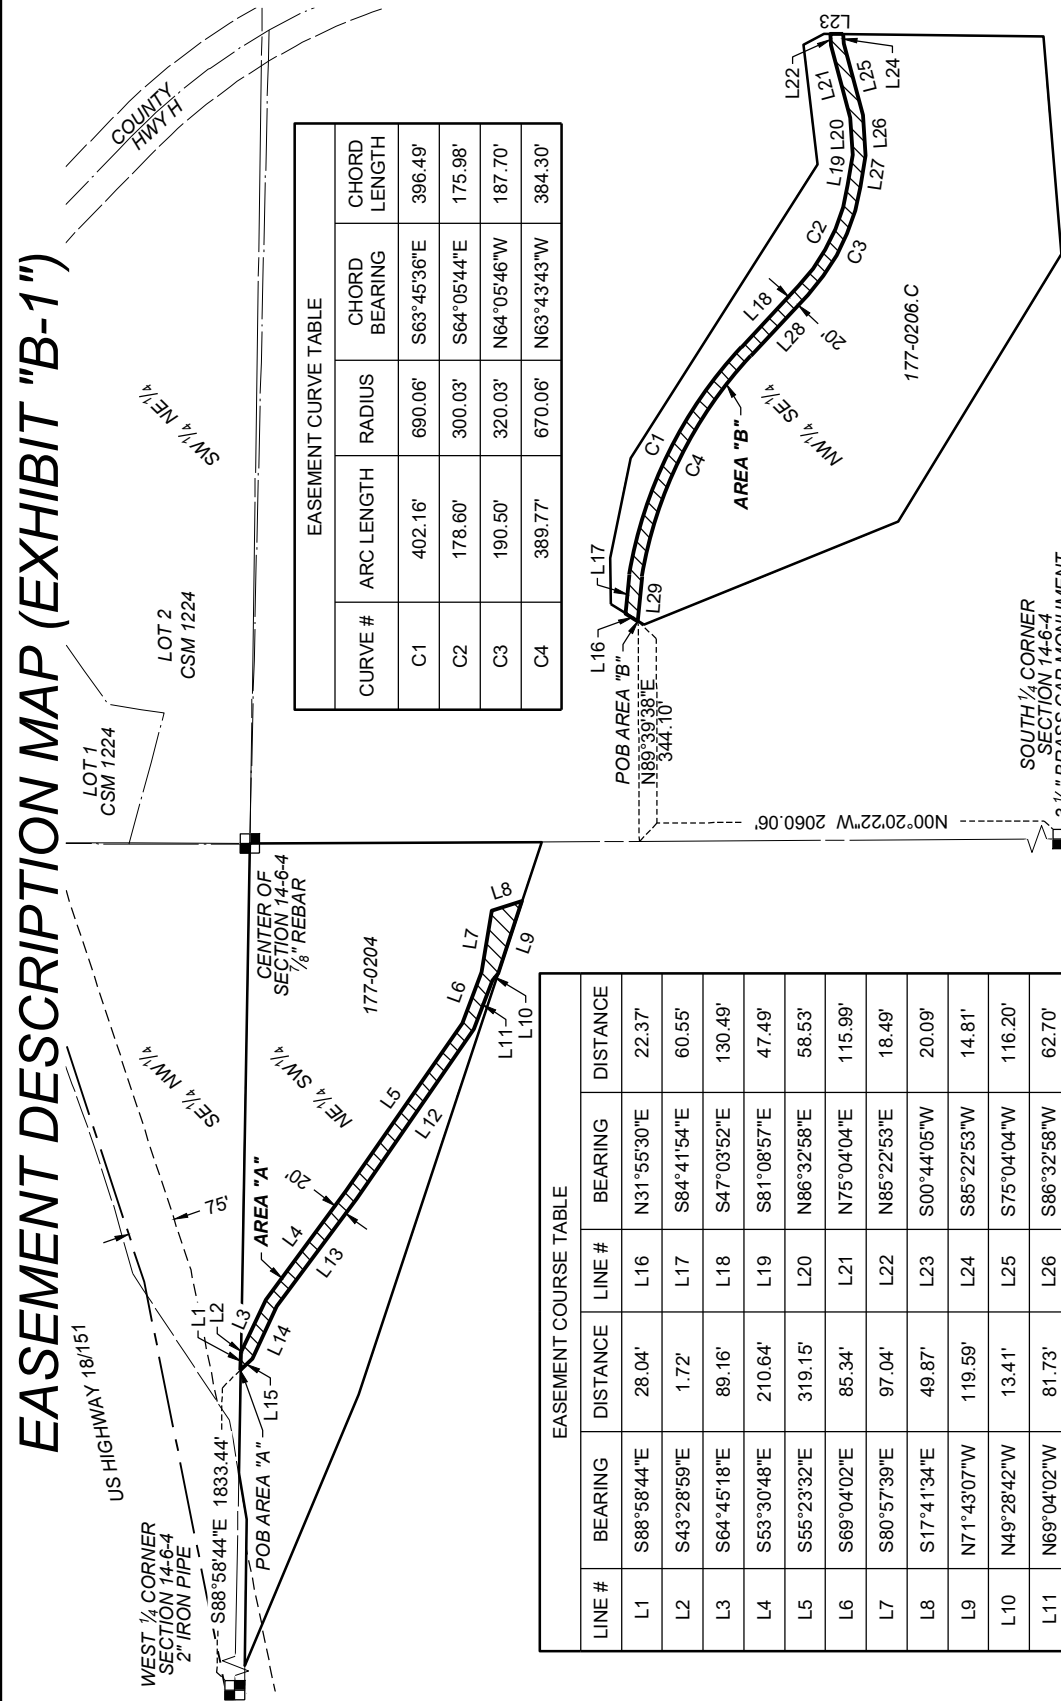 EASEMENT DESCRIPTION MAP (EXHIBIT "B-1")
US HIGHWAY 18/151
WEST ¼ CORNER
SECTION 14-6-4
2" IRON PIPE
S88°58'44"E 1833.44'
POB AREA "A"
L1
L2
L3
L15
L14
AREA "A"
75'
SE¼ NW¼
20'
L4
L13
NE¼ SW¼
L5
L12
L6
L7
L8
L9
L11
L10
177-0204
CENTER OF
SECTION 14-6-4
⅞" REBAR
LOT 1
CSM 1224
LOT 2
CSM 1224
SW¼ NE¼
COUNTY
HWY H
EASEMENT CURVE TABLE
CURVE # ARC LENGTH RADIUS CHORD BEARING CHORD LENGTH
C1 402.16' 690.06' S63°45'36"E 396.49'
C2 178.60' 300.03' S64°05'44"E 175.98'
C3 190.50' 320.03' N64°05'46"W 187.70'
C4 389.77' 670.06' N63°43'43"W 384.30'
POB AREA "B"
N89°39'38"E
344.10'
L16
L17
L29
C1
C4
AREA "B"
NW¼ SE¼
L18
L28
20'
C2
C3
L19
L20
L27
L26
L21
L22
L23
L25
L24
177-0206.C
N00°20'22"W 2060.06'
SOUTH ¼ CORNER
SECTION 14-6-4
EASEMENT COURSE TABLE
LINE # BEARING DISTANCE LINE # BEARING DISTANCE
L1 S88°58'44"E 28.04' L16 N31°55'30"E 22.37'
L2 S43°28'59"E 1.72' L17 S84°41'54"E 60.55'
L3 S64°45'18"E 89.16' L18 S47°03'52"E 130.49'
L4 S53°30'48"E 210.64' L19 S81°08'57"E 47.49'
L5 S55°23'32"E 319.15' L20 N86°32'58"E 58.53'
L6 S69°04'02"E 85.34' L21 N75°04'04"E 115.99'
L7 S80°57'39"E 97.04' L22 N85°22'53"E 18.49'
L8 S17°41'34"E 49.87' L23 S00°44'05"W 20.09'
L9 N71°43'07"W 119.59' L24 S85°22'53"W 14.81'
L10 N49°28'42"W 13.41' L25 S75°04'04"W 116.20'
L11 N69°04'02"W 81.73' L26 S86°32'58"W 62.70'